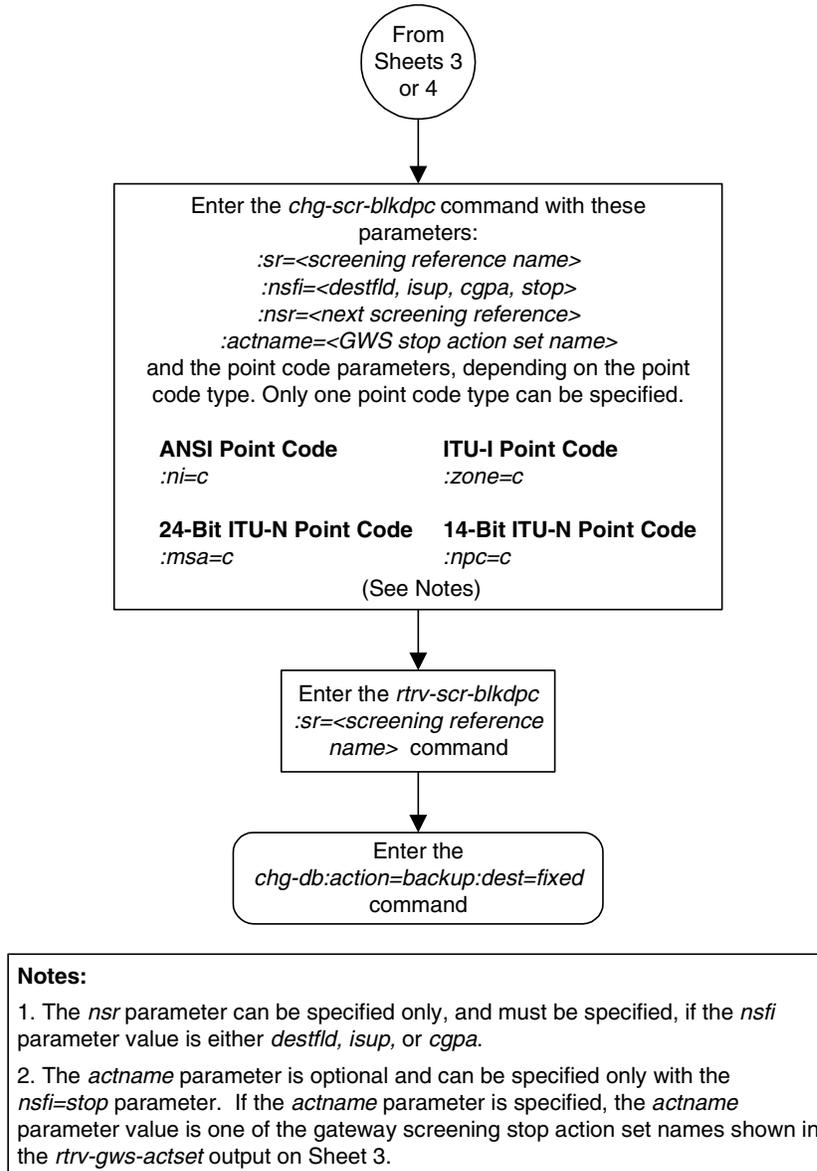 From
Sheets 3
or 4
Enter the chg-scr-blkdpc command with these
parameters:
:sr=<screening reference name>
:nsfi=<destfld, isup, cgpa, stop>
:nsr=<next screening reference>
:actname=<GWS stop action set name>
and the point code parameters, depending on the point
code type. Only one point code type can be specified.
ANSI Point Code
:ni=c
ITU-I Point Code
:zone=c
24-Bit ITU-N Point Code
:msa=c
14-Bit ITU-N Point Code
:npc=c
(See Notes)
Enter the rtrv-scr-blkdpc
:sr=<screening reference
name> command
Enter the
chg-db:action=backup:dest=fixed
command
Notes:
1. The nsr parameter can be specified only, and must be specified, if the nsfi
parameter value is either destfld, isup, or cgpa.
2. The actname parameter is optional and can be specified only with the
nsfi=stop parameter. If the actname parameter is specified, the actname
parameter value is one of the gateway screening stop action set names shown in
the rtrv-gws-actset output on Sheet 3.